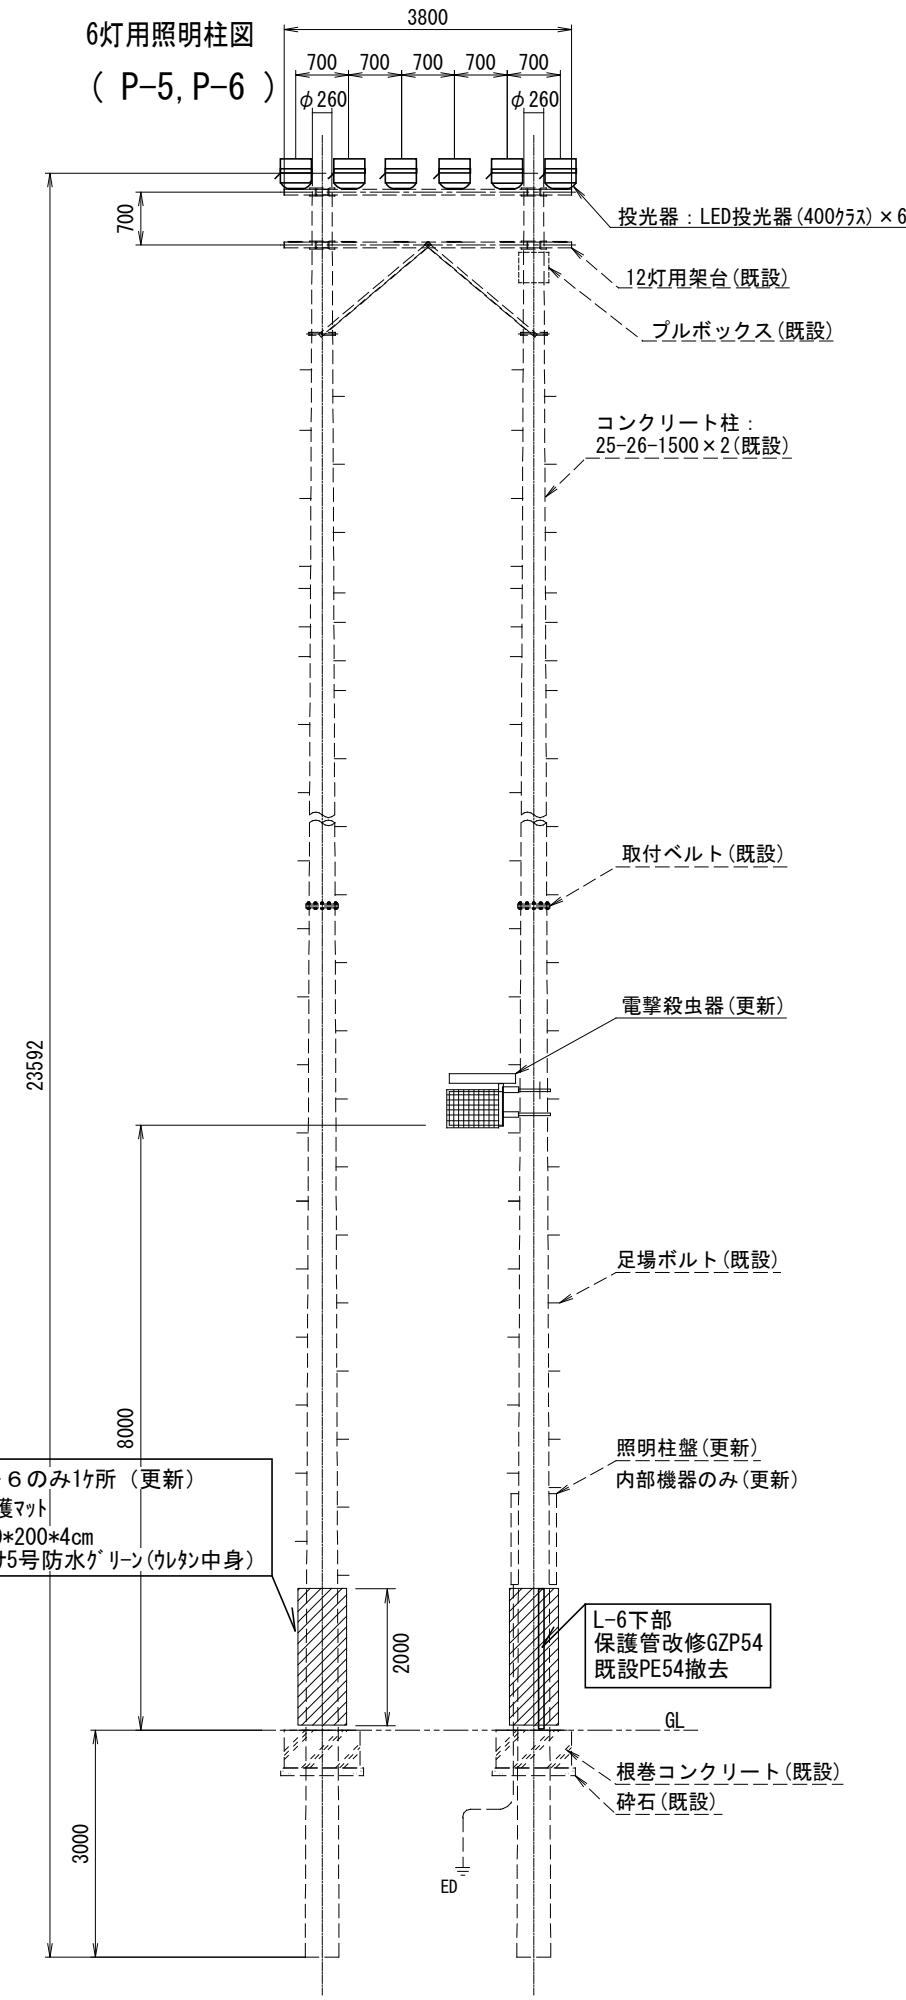 6灯用照明柱図
( P-5, P-6 )
3800
700 700 700 700 700
φ260 φ260
700
投光器：LED投光器(400クラス)×6
12灯用架台(既設)
プルボックス(既設)
コンクリート柱：
25-26-1500×2(既設)
取付ベルト(既設)
電撃殺虫器(更新)
23592
8000
足場ボルト(既設)
照明柱盤(更新)
内部機器のみ(更新)
６のみ1ケ所（更新）
護マット
*200*4cm
5号防水グリーン(ウレタン中身)
2000
L-6下部
保護管改修GZP54
既設PE54撤去
GL
根巻コンクリート(既設)
砕石(既設)
3000
ED